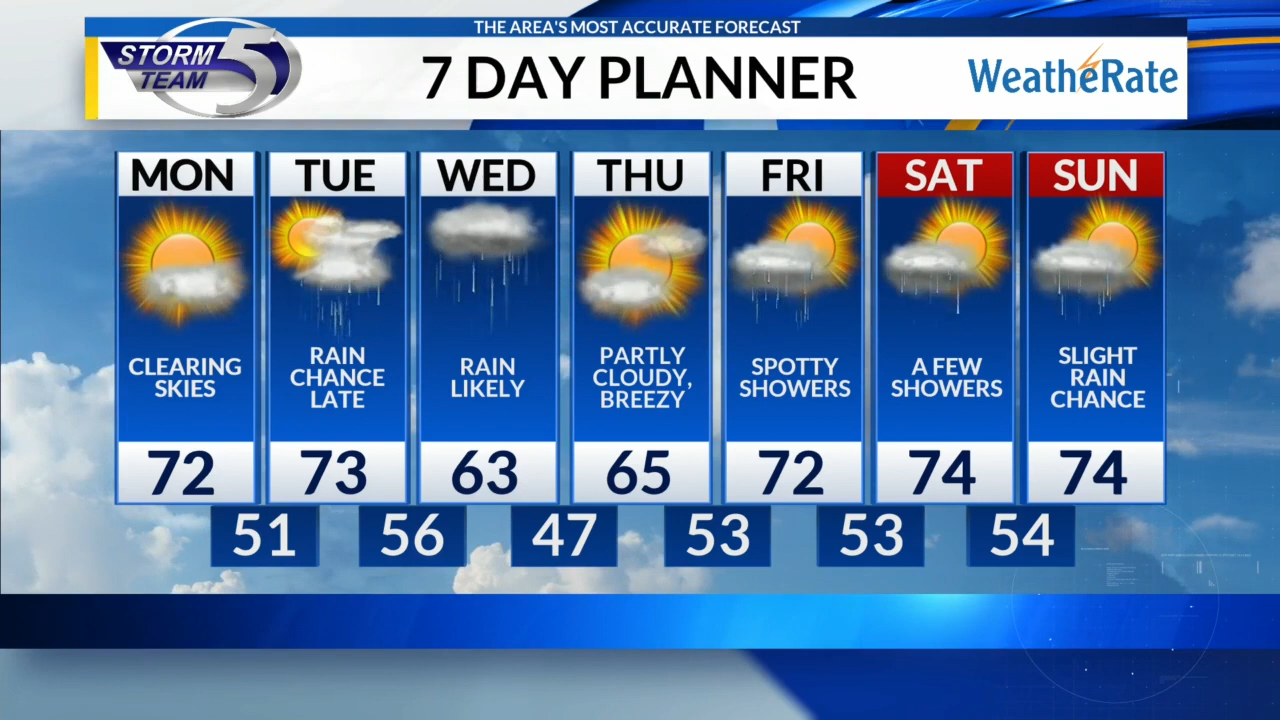 THE AREA'S MOST ACCURATE FORECAST
STORM
TEAM
5
7 DAY PLANNER
WeatheRate
MON
TUE
WED
THU
FRI
SAT
SUN
CLEARING
SKIES
RAIN
CHANCE
LATE
RAIN
LIKELY
PARTLY
CLOUDY,
BREEZY
SPOTTY
SHOWERS
A FEW
SHOWERS
SLIGHT
RAIN
CHANCE
72
73
63
65
72
74
74
51
56
47
53
53
54